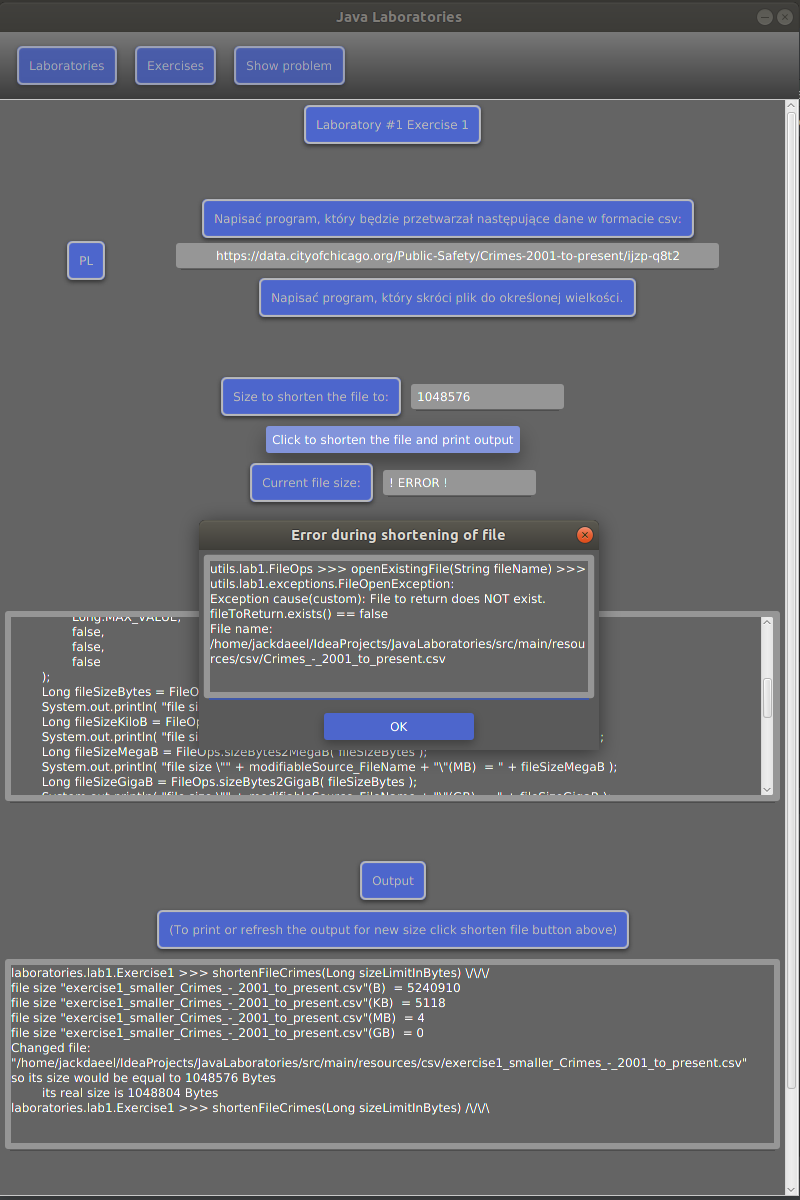 Java Laboratories
Laboratories
Exercises
Show problem
Laboratory #1 Exercise 1
Napisać program, który będzie przetwarzał następujące dane w formacie csv:
PL
https://data.cityofchicago.org/Public-Safety/Crimes-2001-to-present/ijzp-q8t2
Napisać program, który skróci plik do określonej wielkości.
Size to shorten the file to:
1048576
Click to shorten the file and print output
Current file size:
! ERROR !
Error during shortening of file
utils.lab1.FileOps >>> openExistingFile(String fileName) >>>
utils.lab1.exceptions.FileOpenException:
Exception cause(custom): File to return does NOT exist.
fileToReturn.exists() == false
File name:
/home/jackdaeel/IdeaProjects/JavaLaboratories/src/main/resou
rces/csv/Crimes_-_2001_to_present.csv
OK
Long.MAX_VALUE,
false,
false,
false
);
Long fileSizeBytes = FileO
System.out.println( "file si
Long fileSizeKiloB = FileOp
System.out.println( "file si
;
Long fileSizeMegaB = FileOps.sizeBytes2MegaB( fileSizeBytes );
System.out.println( "file size \"" + modifiableSource_FileName + "\"(MB)  = " + fileSizeMegaB );
Long fileSizeGigaB = FileOps.sizeBytes2GigaB( fileSizeBytes );
System.out.println( "file size \"" + modifiableSource_FileName + "\"(GB)  = " + fileSizeGigaB );
Output
(To print or refresh the output for new size click shorten file button above)
laboratories.lab1.Exercise1 >>> shortenFileCrimes(Long sizeLimitInBytes) \/\/\/
file size "exercise1_smaller_Crimes_-_2001_to_present.csv"(B)  = 5240910
file size "exercise1_smaller_Crimes_-_2001_to_present.csv"(KB)  = 5118
file size "exercise1_smaller_Crimes_-_2001_to_present.csv"(MB)  = 4
file size "exercise1_smaller_Crimes_-_2001_to_present.csv"(GB)  = 0
Changed file:
"/home/jackdaeel/IdeaProjects/JavaLaboratories/src/main/resources/csv/exercise1_smaller_Crimes_-_2001_to_present.csv"
so its size would be equal to 1048576 Bytes
its real size is 1048804 Bytes
laboratories.lab1.Exercise1 >>> shortenFileCrimes(Long sizeLimitInBytes) /\/\/\